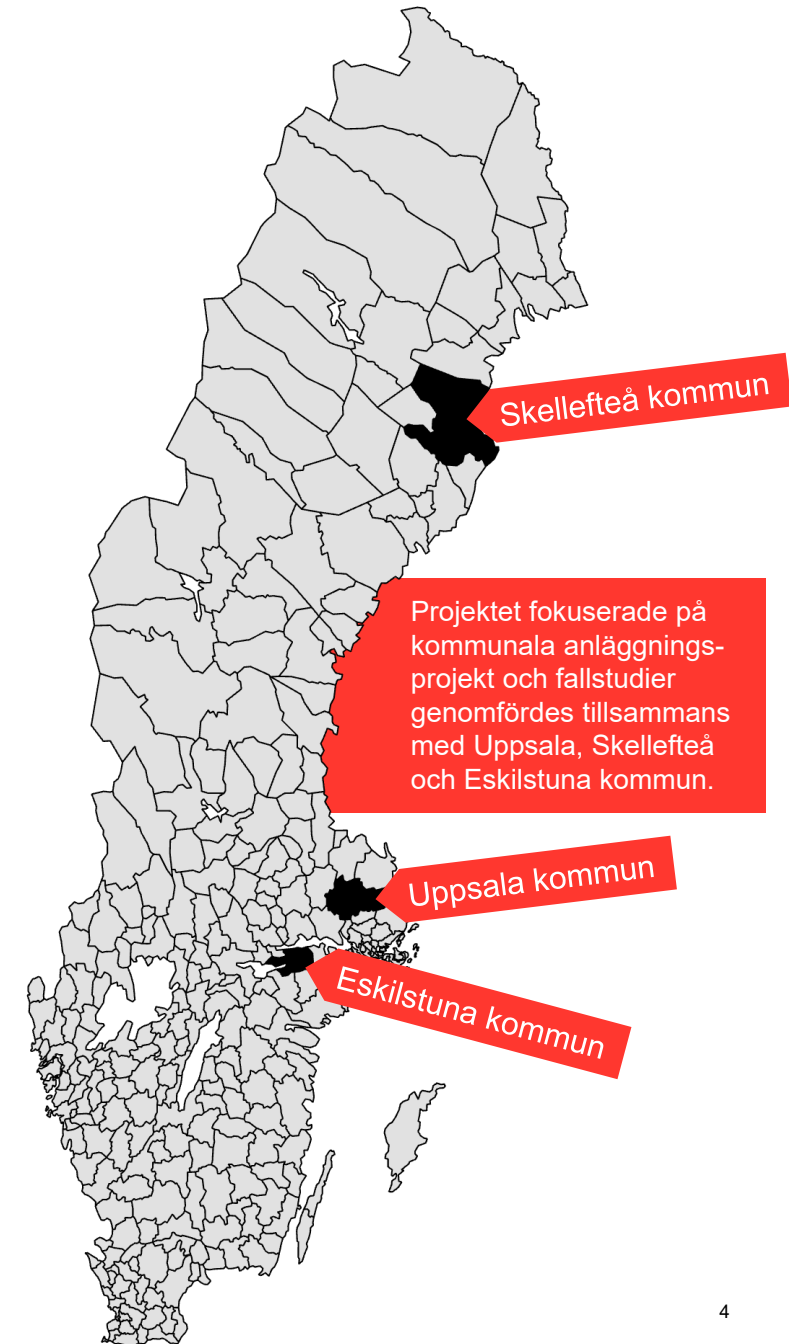 Skellefteå kommun
Projektet fokuserade på
kommunala anläggnings-
projekt och fallstudier
genomfördes tillsammans
med Uppsala, Skellefteå
och Eskilstuna kommun.
Uppsala kommun
Eskilstuna kommun
4